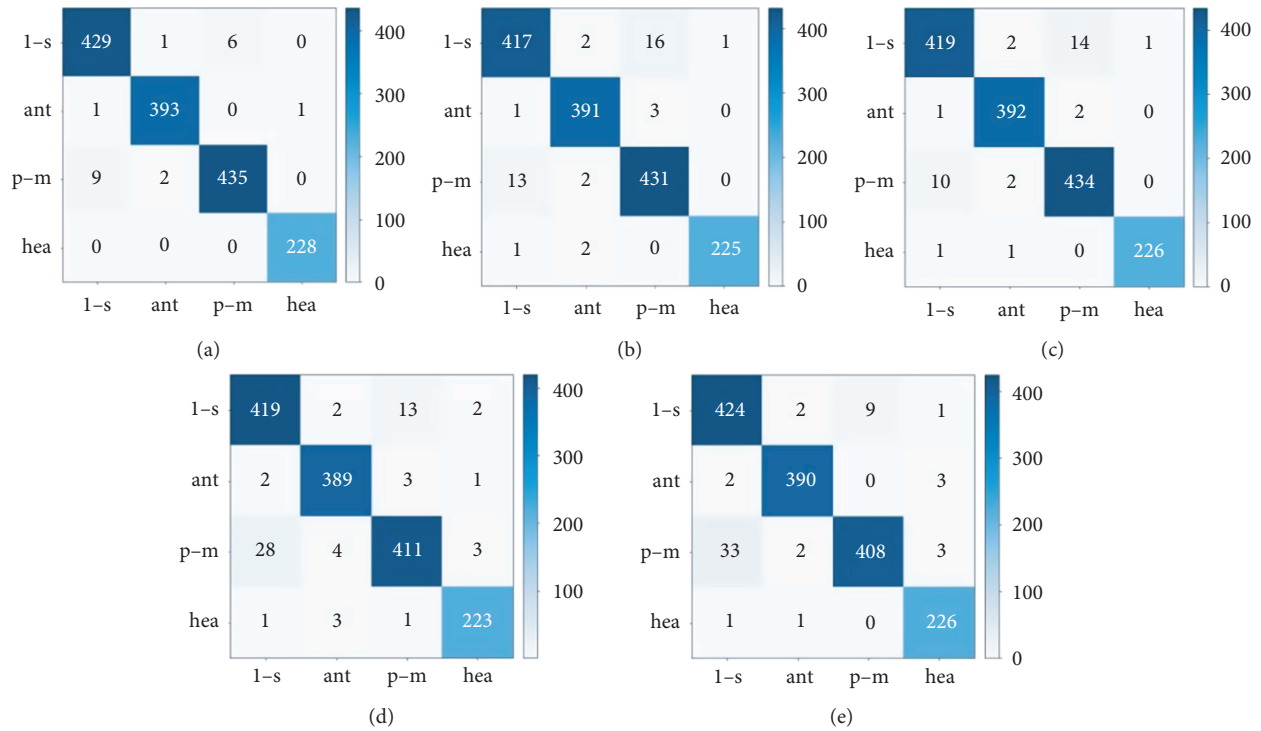 1–s 429 1 6 0
ant 1 393 0 1
p–m 9 2 435 0
hea 0 0 0 228
1–s ant p–m hea
400
300
200
100
0
(a)
1–s 417 2 16 1
ant 1 391 3 0
p–m 13 2 431 0
hea 1 2 0 225
1–s ant p–m hea
400
300
200
100
0
(b)
1–s 419 2 14 1
ant 1 392 2 0
p–m 10 2 434 0
hea 1 1 0 226
1–s ant p–m hea
400
300
200
100
0
(c)
1–s 419 2 13 2
ant 2 389 3 1
p–m 28 4 411 3
hea 1 3 1 223
1–s ant p–m hea
400
300
200
100
(d)
1–s 424 2 9 1
ant 2 390 0 3
p–m 33 2 408 3
hea 1 1 0 226
1–s ant p–m hea
400
300
200
100
0
(e)